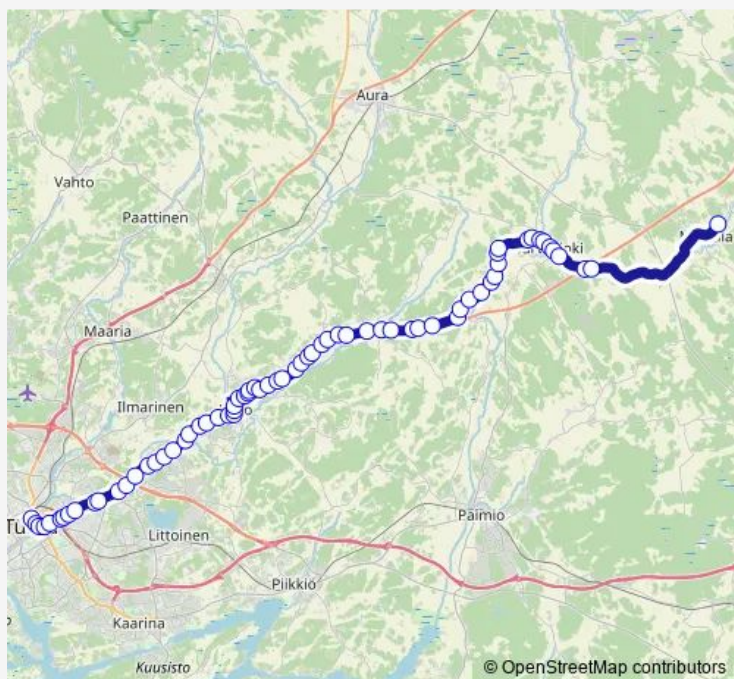 Aura
Vahto
Paattinen
Maaria
Ilmarinen
Littoinen
Paimio
Piikkiö
Kaarina
Kuusisto
© OpenStreetMap contributors